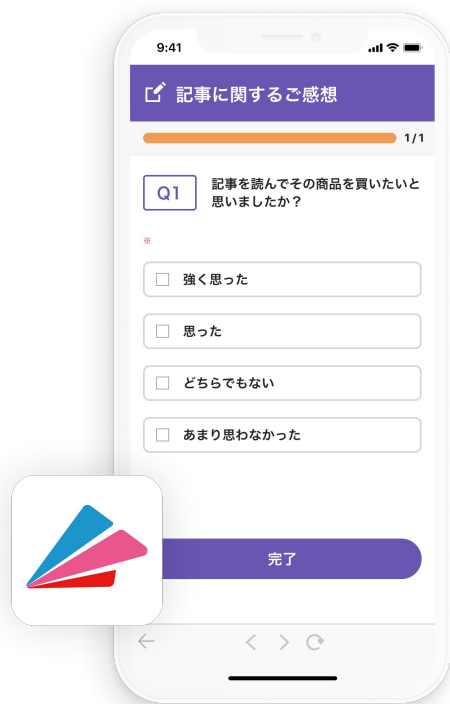 9:41
記事に関するご感想
1/1
Q1
記事を読んでその商品を買いたいと
思いましたか？
※
強く思った
思った
どちらでもない
あまり思わなかった
完了